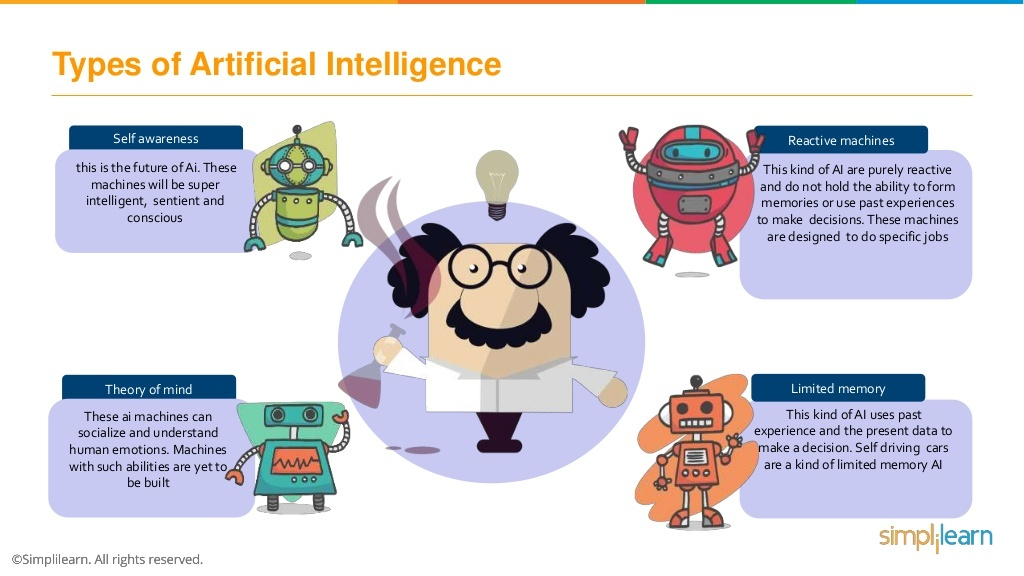 Types of Artificial Intelligence
Self awareness
this is the future of Ai. These
machines will be super
intelligent, sentient and
conscious
Reactive machines
This kind of AI are purely reactive
and do not hold the ability to form
memories or use past experiences
to make decisions. These machines
are designed to do specific jobs
Theory of mind
These ai machines can
socialize and understand
human emotions. Machines
with such abilities are yet to
be built
Limited memory
This kind of AI uses past
experience and the present data to
make a decision. Self driving cars
are a kind of limited memory AI
simplilearn
©Simplilearn. All rights reserved.